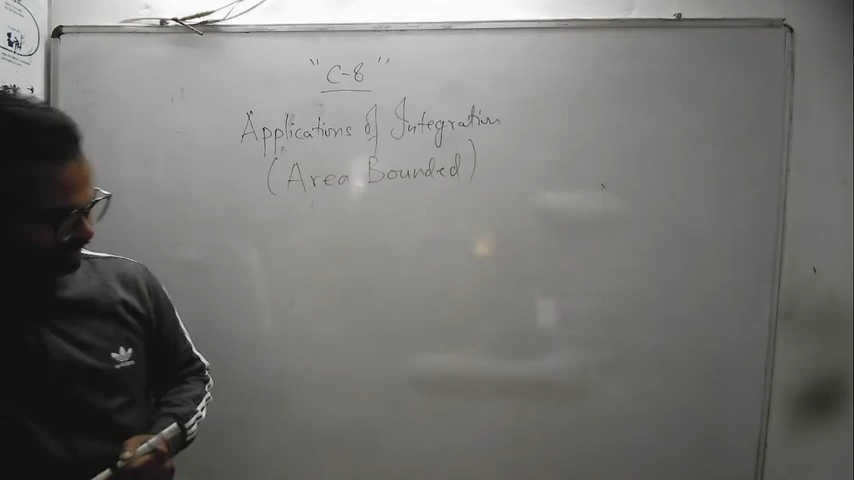 " C-8 "
Applications of Integration
(Area Bounded)